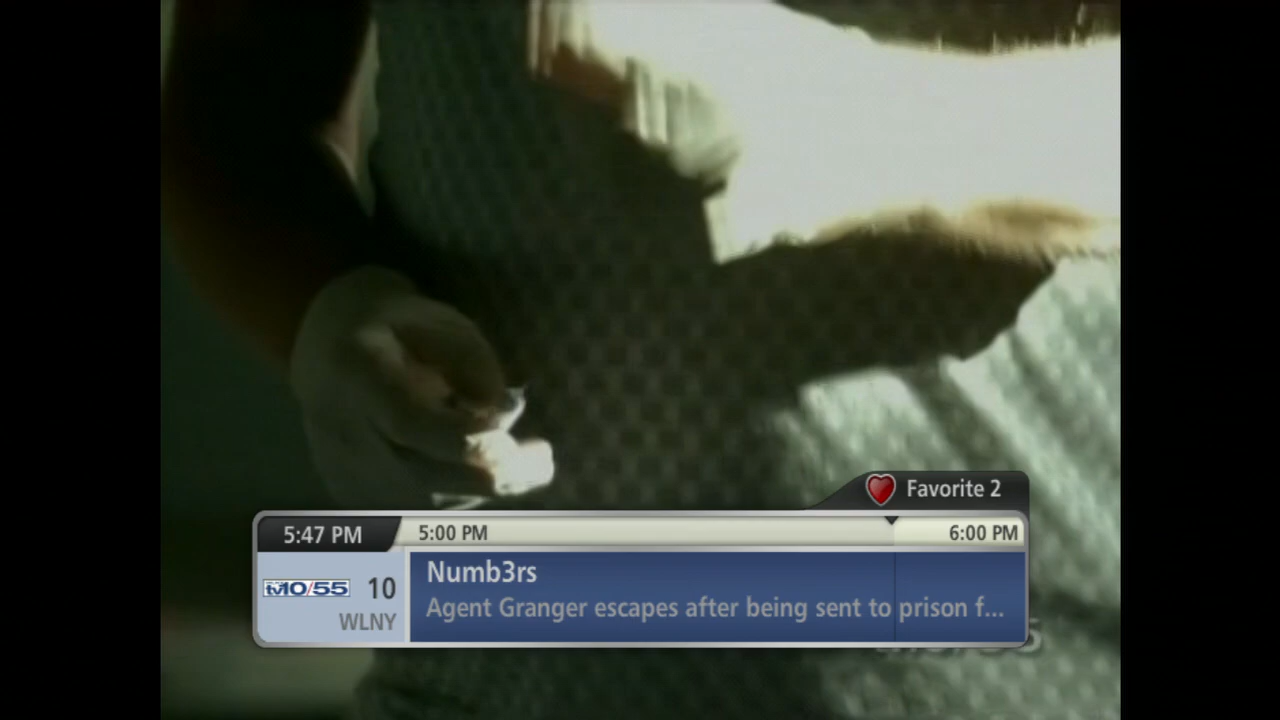 Favorite 2
5:47 PM
5:00 PM
6:00 PM
tv10/55
10
WLNY
Numb3rs
Agent Granger escapes after being sent to prison f...